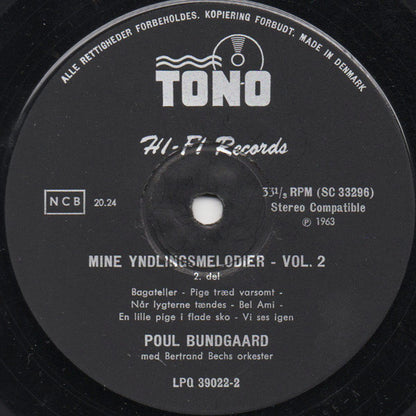 ALLE RETTIGHEDER FORBEHOLDES. KOPIERING FORBUDT. MADE IN DENMARK
TONO
HI-FI Records
NCB 20.24
33 1/3 RPM (SC 33296)
Stereo Compatible
℗ 1963
MINE YNDLINGSMELODIER - VOL. 2
2. del
Bagateller - Pige træd varsomt -
Når lygterne tændes - Bel Ami -
En lille pige i flade sko - Vi ses igen
POUL BUNDGAARD
med Bertrand Bechs orkester
LPQ 39022-2